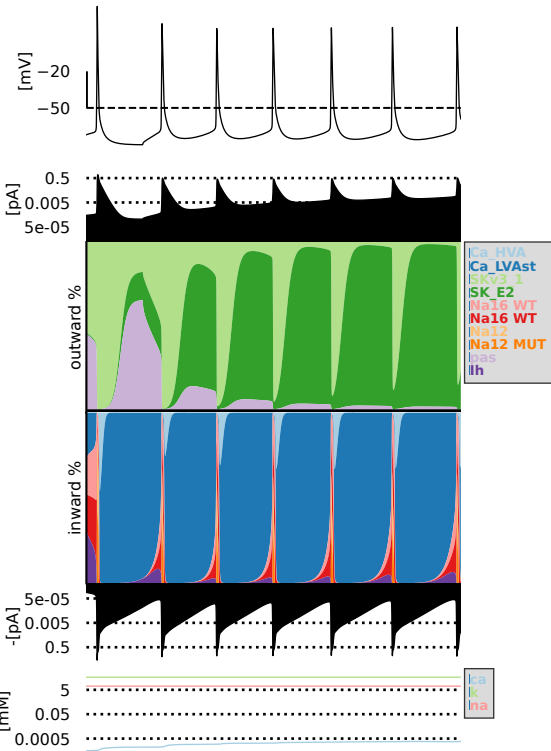 −20
[mV]
−50
0.5
[pA]
0.005
5e-05
outward %
Ca_HVA
Ca_LVAst
SKv3_1
SK_E2
Na16 WT
Na16 WT
Na12
Na12 MUT
pas
Ih
inward %
5e-05
-[pA]
0.005
0.5
ca
k
na
5
[mM]
0.05
0.0005